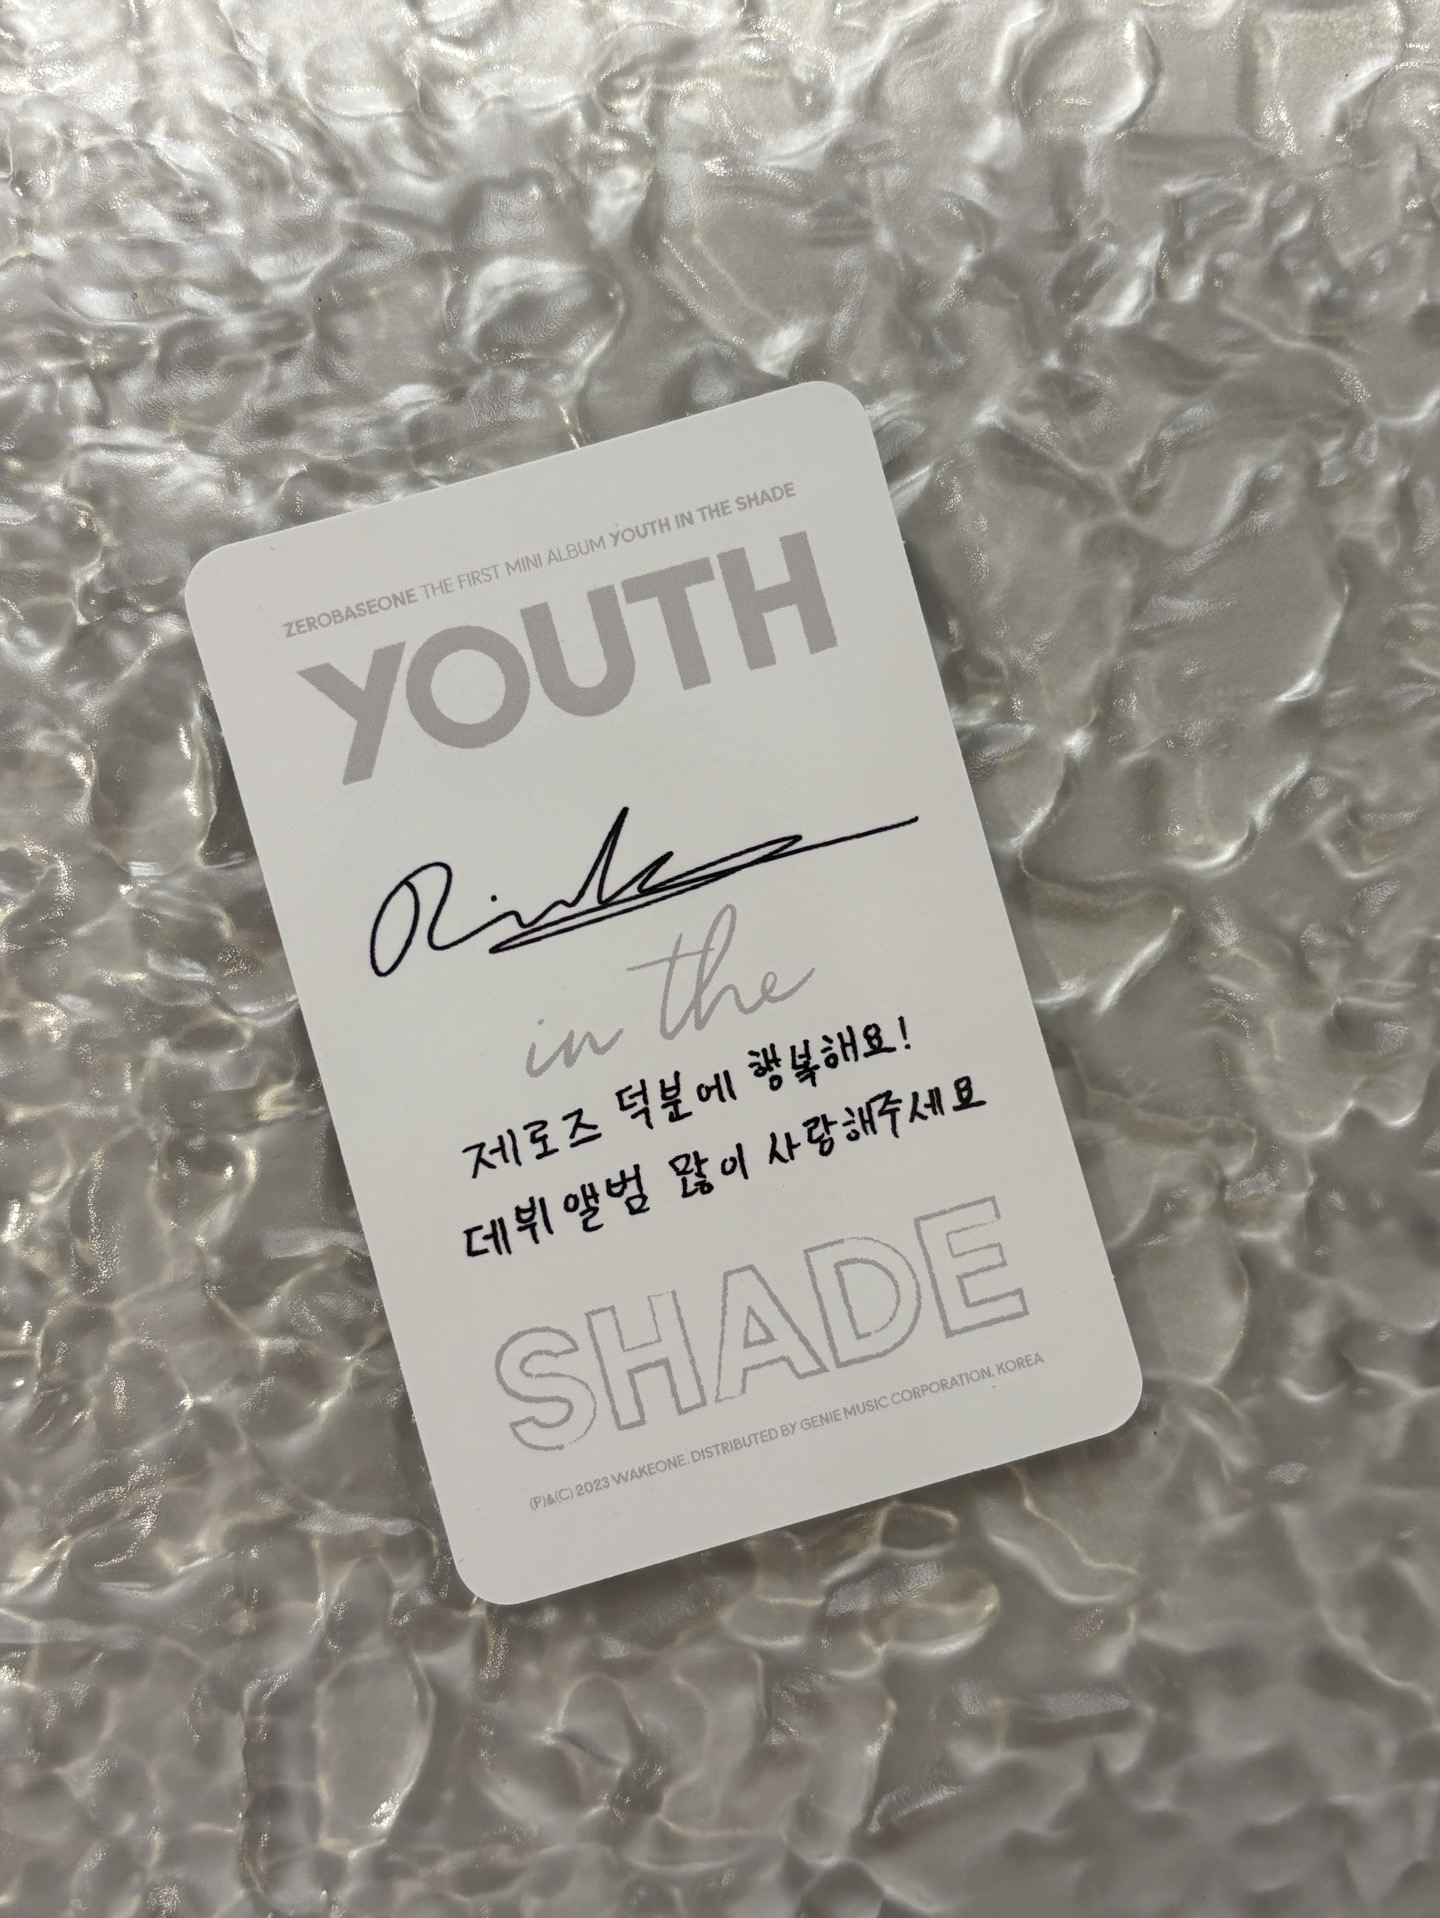 ZEROBASEONE THE FIRST MINI ALBUM YOUTH IN THE SHADE
YOUTH
in the
제로즈 덕분에 행복해요!
데뷔 앨범 많이 사랑해주세요
SHADE
(P)&(C) 2023 WAKEONE. DISTRIBUTED BY GENIE MUSIC CORPORATION. KOREA